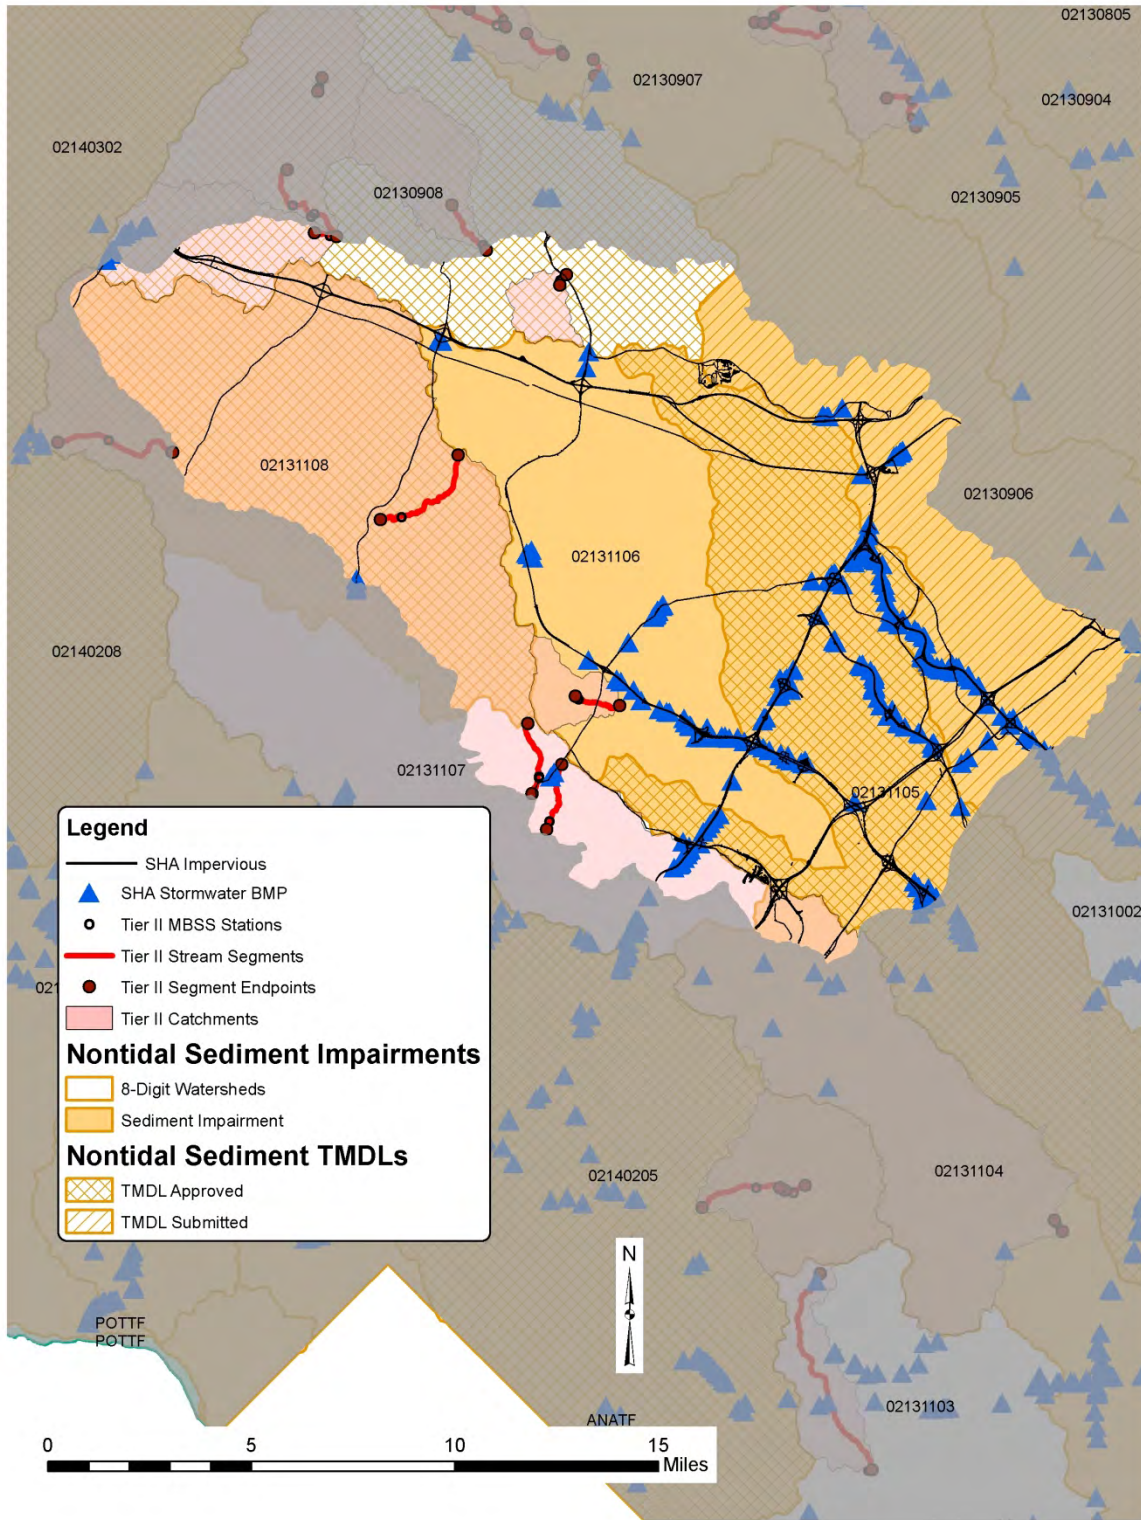 02130805
02130907
02130904
02140302
02130908
02130905
02131108
02130906
02131106
02140208
02131107
02131105
Legend
SHA Impervious
SHA Stormwater BMP
02131002
Tier II MBSS Stations
Tier II Stream Segments
Tier II Segment Endpoints
Tier II Catchments
Nontidal Sediment Impairments
8-Digit Watersheds
Sediment Impairment
Nontidal Sediment TMDLs
TMDL Approved
TMDL Submitted
02140205
02131104
N
POTTF
POTTF
02131103
ANATF
0 5 10 15
Miles